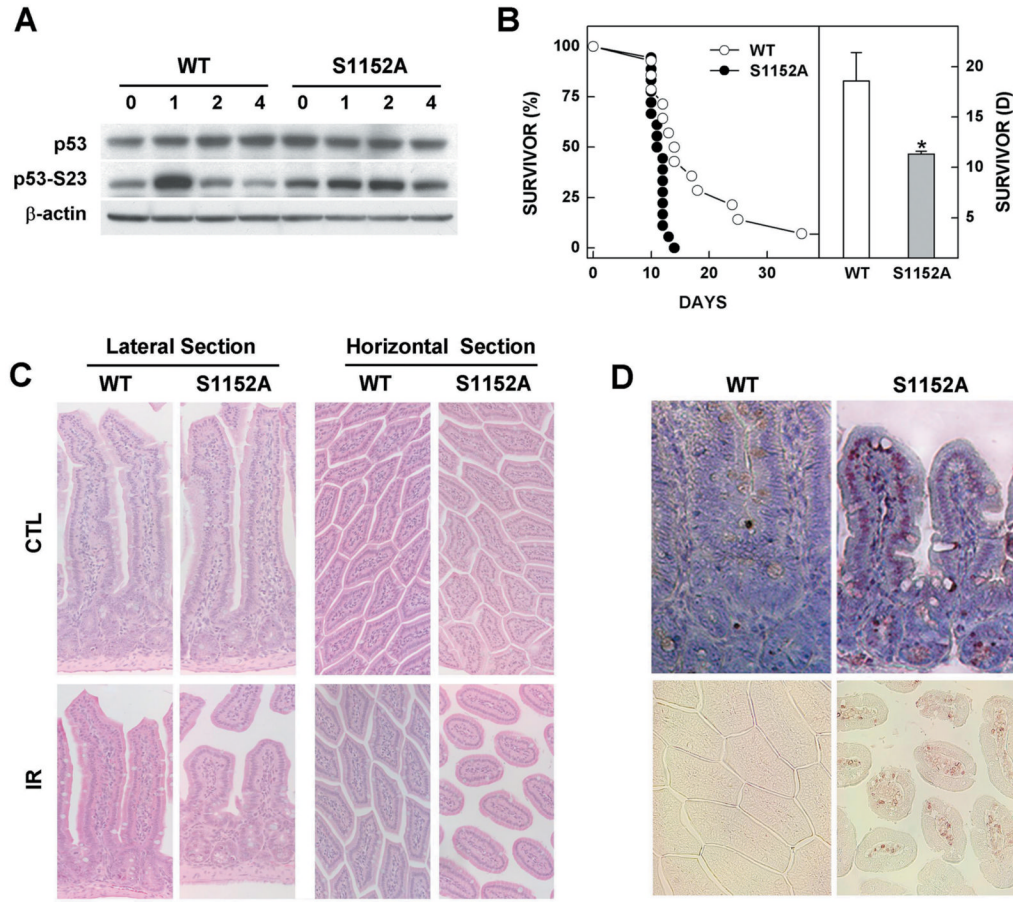 A
WT S1152A
0 1 2 4 0 1 2 4
p53
p53-S23
β-actin
B
100
75
50
25
0
SURVIVOR (%)
WT
S1152A
0 10 20 30
DAYS
20
15
10
5
SURVIVOR (D)
*
WT S1152A
C
Lateral Section Horizontal Section
WT S1152A WT S1152A
CTL
IR
D
WT S1152A